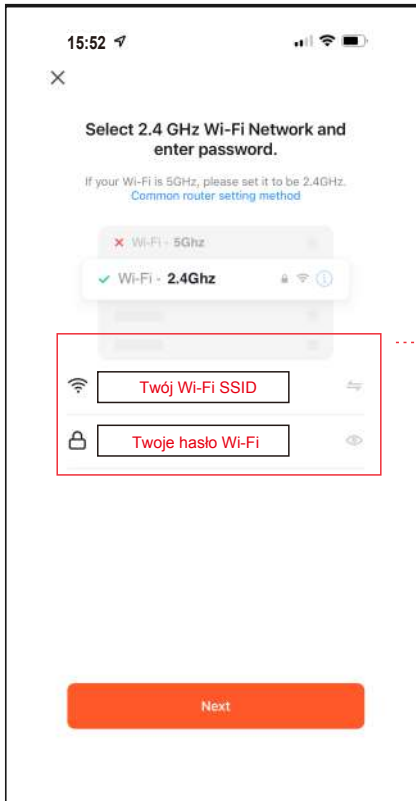 15:52
Select 2.4 GHz Wi-Fi Network and
enter password.
If your Wi-Fi is 5GHz, please set it to be 2.4GHz.
Common router setting method
Wi-Fi - 5Ghz
Wi-Fi - 2.4Ghz
Twój Wi-Fi SSID
Twoje hasło Wi-Fi
Next